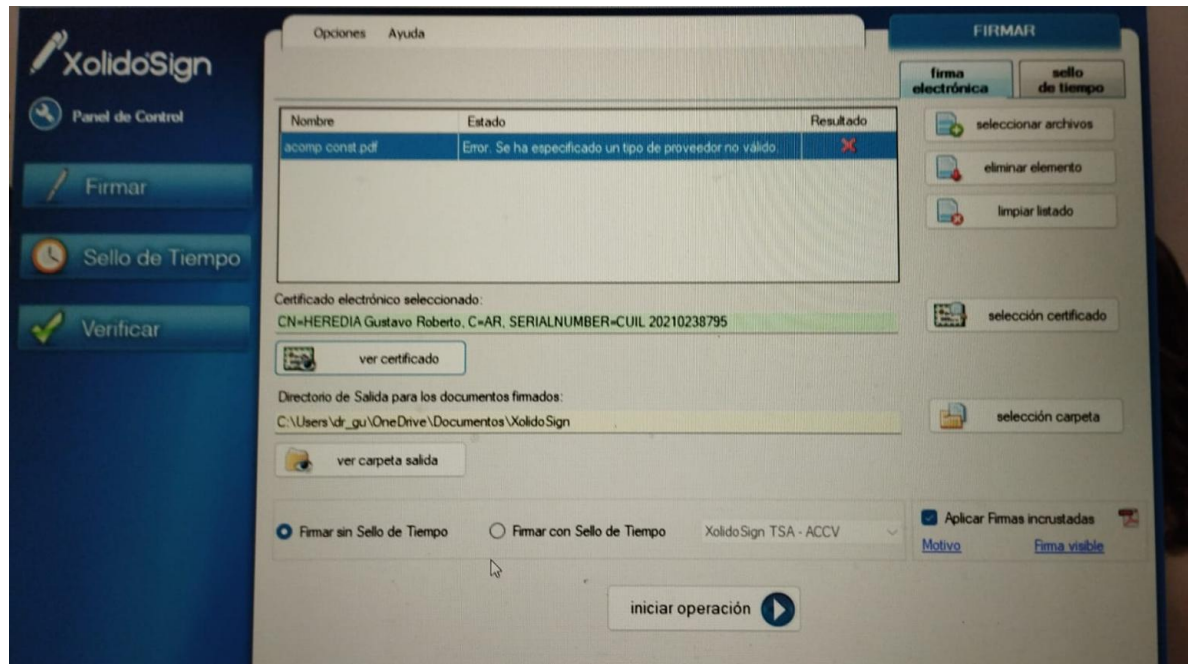 XolidoSign
Panel de Control
Firmar
Sello de Tiempo
Verificar
Opciones Ayuda
FIRMAR
firma electrónica
sello de tiempo
Nombre Estado Resultado
acomp const.pdf Error. Se ha especificado un tipo de proveedor no válido.
seleccionar archivos
eliminar elemento
limpiar listado
Certificado electrónico seleccionado:
CN=HEREDIA Gustavo Roberto, C=AR, SERIALNUMBER=CUIL 20210238795
selección certificado
ver certificado
Directorio de Salida para los documentos firmados:
C:\Users\dr_gu\OneDrive\Documentos\XolidoSign
selección carpeta
ver carpeta salida
Firmar sin Sello de Tiempo Firmar con Sello de Tiempo XolidoSign TSA - ACCV
Aplicar Firmas incrustadas
Motivo Firma visible
iniciar operación